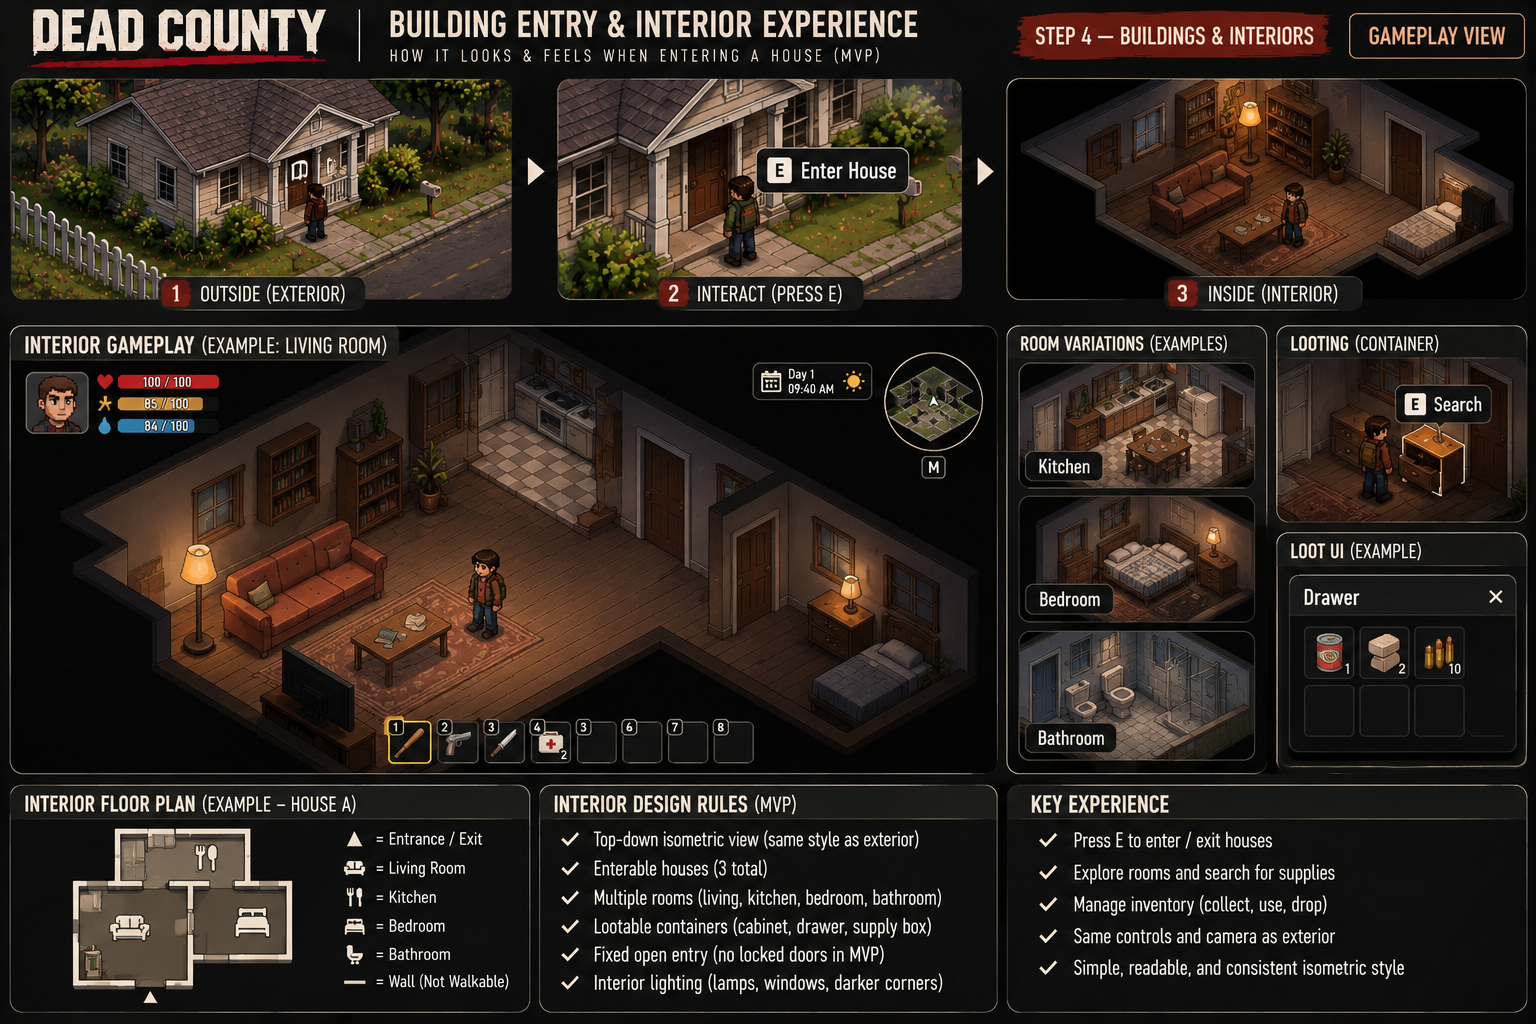 DEAD COUNTY
BUILDING ENTRY & INTERIOR EXPERIENCE
HOW IT LOOKS & FEELS WHEN ENTERING A HOUSE (MVP)
STEP 4 — BUILDINGS & INTERIORS
GAMEPLAY VIEW
1 OUTSIDE (EXTERIOR)
E Enter House
2 INTERACT (PRESS E)
3 INSIDE (INTERIOR)
INTERIOR GAMEPLAY (EXAMPLE: LIVING ROOM)
100 / 100
85 / 100
84 / 180
Day 1
09:40 AM
M
1 2 3 4 3 6 7 8
2
ROOM VARIATIONS (EXAMPLES)
Kitchen
Bedroom
Bathroom
LOOTING (CONTAINER)
E Search
LOOT UI (EXAMPLE)
Drawer ×
1 2 10
INTERIOR FLOOR PLAN (EXAMPLE – HOUSE A)
= Entrance / Exit
= Living Room
= Kitchen
= Bedroom
= Bathroom
= Wall (Not Walkable)
INTERIOR DESIGN RULES (MVP)
Top-down isometric view (same style as exterior)
Enterable houses (3 total)
Multiple rooms (living, kitchen, bedroom, bathroom)
Lootable containers (cabinet, drawer, supply box)
Fixed open entry (no locked doors in MVP)
Interior lighting (lamps, windows, darker corners)
KEY EXPERIENCE
Press E to enter / exit houses
Explore rooms and search for supplies
Manage inventory (collect, use, drop)
Same controls and camera as exterior
Simple, readable, and consistent isometric style